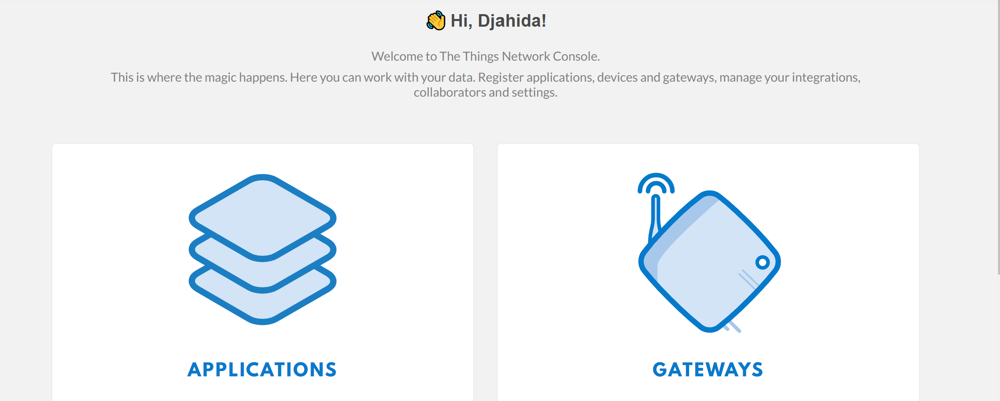 👋 Hi, Djahida!
Welcome to The Things Network Console.
This is where the magic happens. Here you can work with your data. Register applications, devices and gateways, manage your integrations,
collaborators and settings.
APPLICATIONS
GATEWAYS